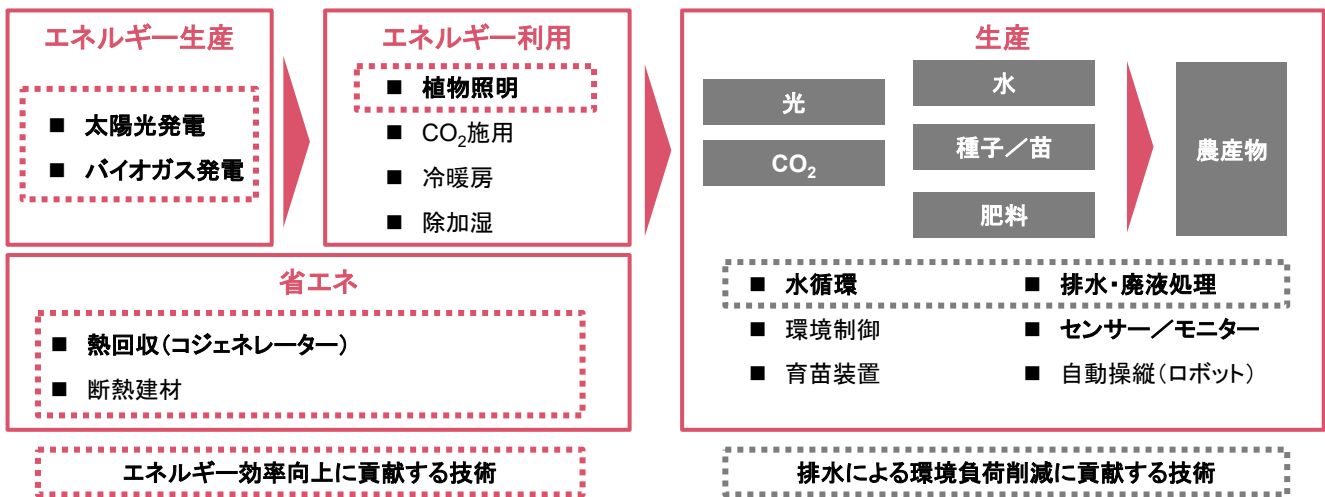 エネルギー生産
■ 太陽光発電
■ バイオガス発電
エネルギー利用
■ 植物照明
■ CO₂施用
■ 冷暖房
■ 除加湿
省エネ
■ 熱回収(コジェネレーター)
■ 断熱建材
生産
光
CO₂
水
種子／苗
肥料
農産物
■ 水循環
■ 環境制御
■ 育苗装置
■ 排水・廃液処理
■ センサー／モニター
■ 自動操縦(ロボット)
エネルギー効率向上に貢献する技術
排水による環境負荷削減に貢献する技術